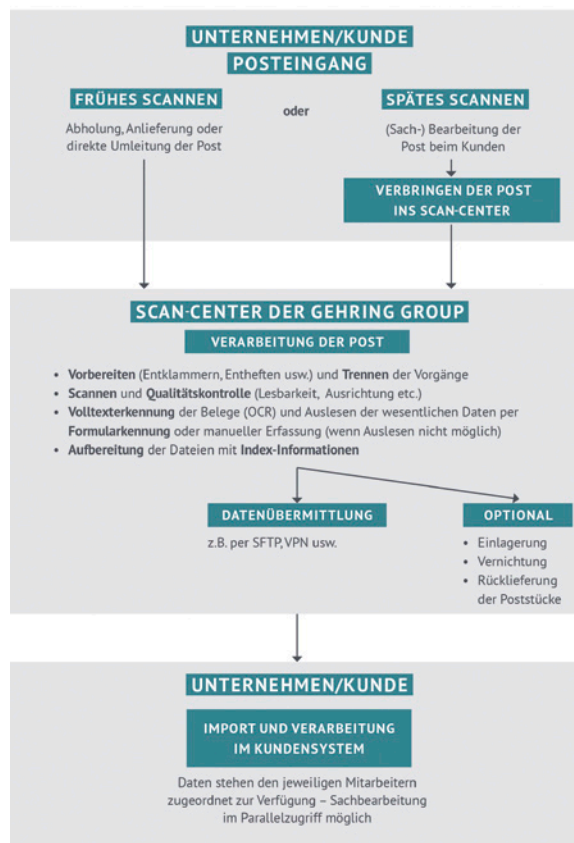 UNTERNEHMEN/KUNDE
POSTEINGANG
FRÜHES SCANNEN
Abholung, Anlieferung oder
direkte Umleitung der Post
oder
SPÄTES SCANNEN
(Sach-) Bearbeitung der
Post beim Kunden
VERBRINGEN DER POST
INS SCAN-CENTER
SCAN-CENTER DER GEHRING GROUP
VERARBEITUNG DER POST
• Vorbereiten (Entklammern, Entheften usw.) und Trennen der Vorgänge
• Scannen und Qualitätskontrolle (Lesbarkeit, Ausrichtung etc.)
• Volltexterkennung der Belege (OCR) und Auslesen der wesentlichen Daten per
Formularkennung oder manueller Erfassung (wenn Auslesen nicht möglich)
• Aufbereitung der Dateien mit Index-Informationen
DATENÜBERMITTLUNG
z.B. per SFTP, VPN usw.
OPTIONAL
• Einlagerung
• Vernichtung
• Rücklieferung
der Poststücke
UNTERNEHMEN/KUNDE
IMPORT UND VERARBEITUNG
IM KUNDENSYSTEM
Daten stehen den jeweiligen Mitarbeitern
zugeordnet zur Verfügung – Sachbearbeitung
im Parallelzugriff möglich